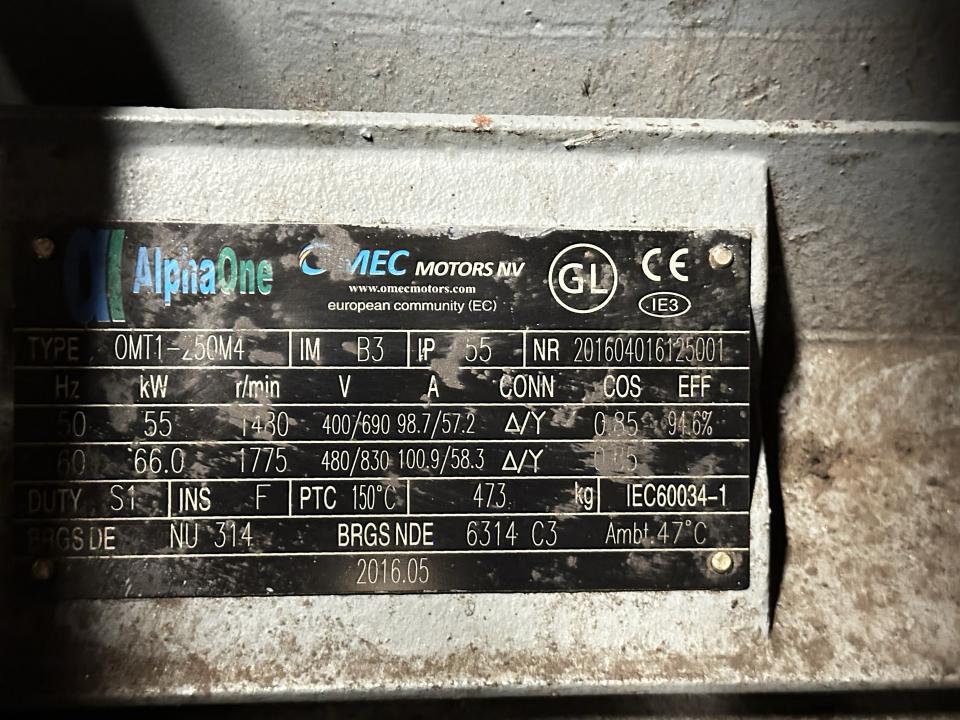 AlphaOne OMEC MOTORS NV GL CE
www.omecmotors.com
european community (EC) IE3
TYPE OMT1-250M4 IM B3 IP 55 NR 201604016125001
Hz kW r/min V A CONN COS EFF
50 55 1480 400/690 98.7/57.2 Δ/Y 0.85 94.6%
60 66.0 1775 480/830 100.9/58.3 Δ/Y
DUTY S1 INS F PTC 150°C 473 kg IEC60034-1
BRGS DE NU 314 BRGS NDE 6314 C3 Ambt.47°C
2016.05